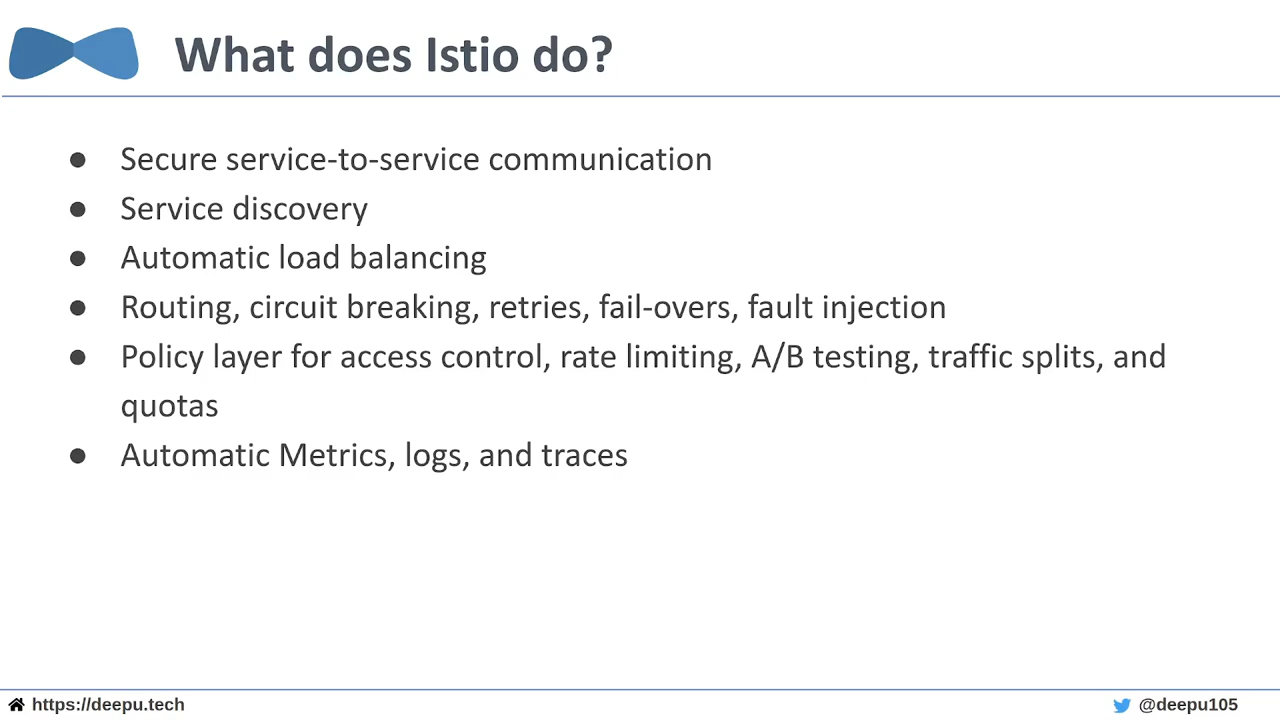 What does Istio do?
● Secure service-to-service communication
● Service discovery
● Automatic load balancing
● Routing, circuit breaking, retries, fail-overs, fault injection
● Policy layer for access control, rate limiting, A/B testing, traffic splits, and
quotas
● Automatic Metrics, logs, and traces
https://deepu.tech
@deepu105